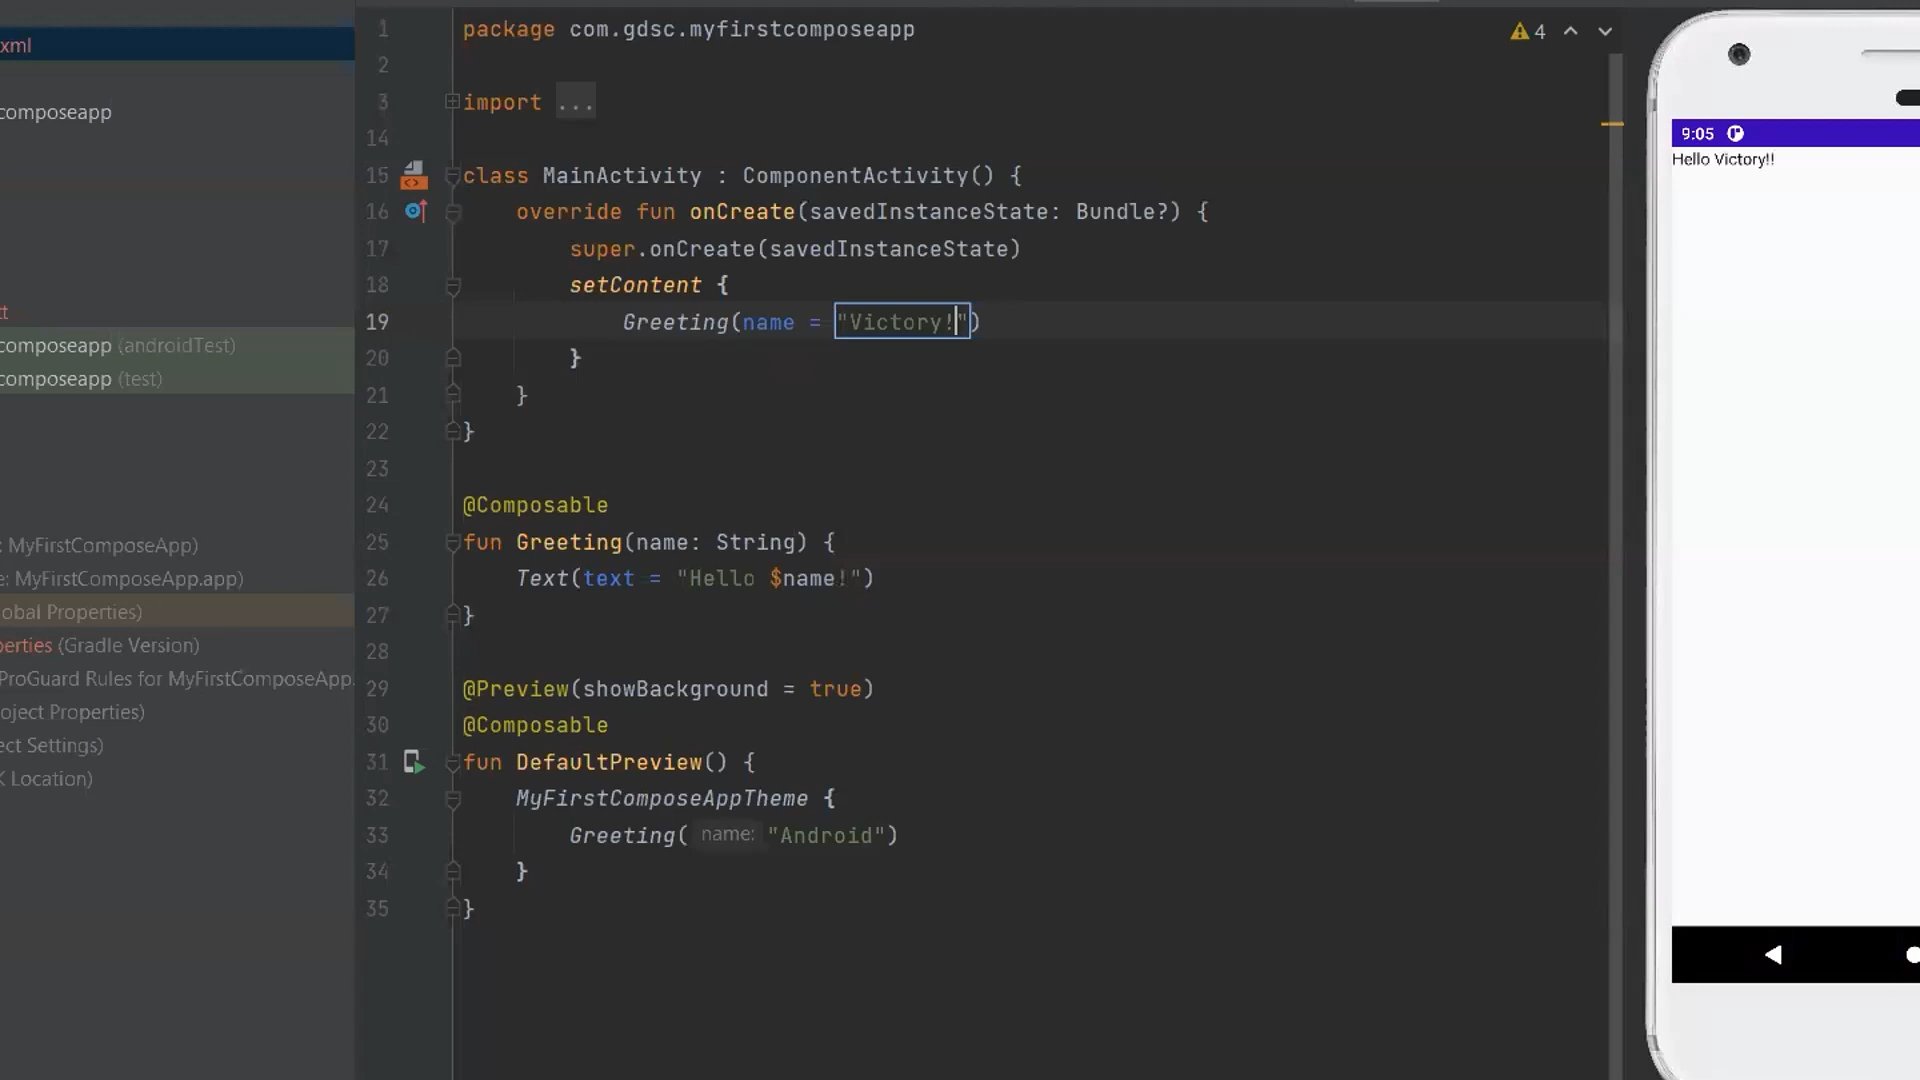 xml
composeapp
t
composeapp (androidTest)
composeapp (test)
: MyFirstComposeApp)
e: MyFirstComposeApp.app)
obal Properties)
perties (Gradle Version)
ProGuard Rules for MyFirstComposeApp.
oject Properties)
ect Settings)
K Location)
1 package com.gdsc.myfirstcomposeapp
2
3 import ...
14
15 class MainActivity : ComponentActivity() {
16 override fun onCreate(savedInstanceState: Bundle?) {
17 super.onCreate(savedInstanceState)
18 setContent {
19 Greeting(name = "Victory!")
20 }
21 }
22 }
23
24 @Composable
25 fun Greeting(name: String) {
26 Text(text = "Hello $name!")
27 }
28
29 @Preview(showBackground = true)
30 @Composable
31 fun DefaultPreview() {
32 MyFirstComposeAppTheme {
33 Greeting( name: "Android")
34 }
35 }
4
9:05
Hello Victory!!